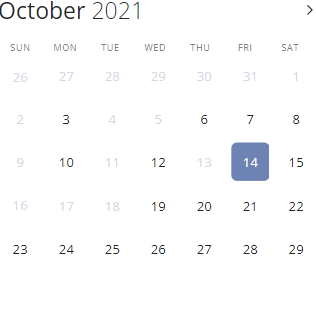 October 2021
SUN MON TUE WED THU FRI SAT
26 27 28 29 30 31 1
2 3 4 5 6 7 8
9 10 11 12 13 14 15
16 17 18 19 20 21 22
23 24 25 26 27 28 29